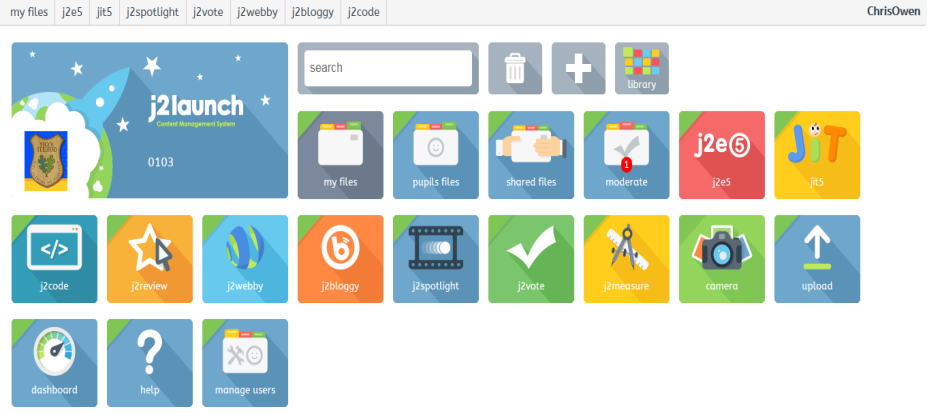 my files
j2e5
jit5
j2spotlight
j2vote
j2webby
j2bloggy
j2code
ChrisOwen
j2launch
Content Management System
0103
search
library
my files
pupils files
shared files
1
moderate
j2e5
j2e5
JiT
jit5
</>
j2code
j2review
j2webby
b
j2bloggy
j2spotlight
j2vote
j2measure
camera
upload
dashboard
?
help
manage users